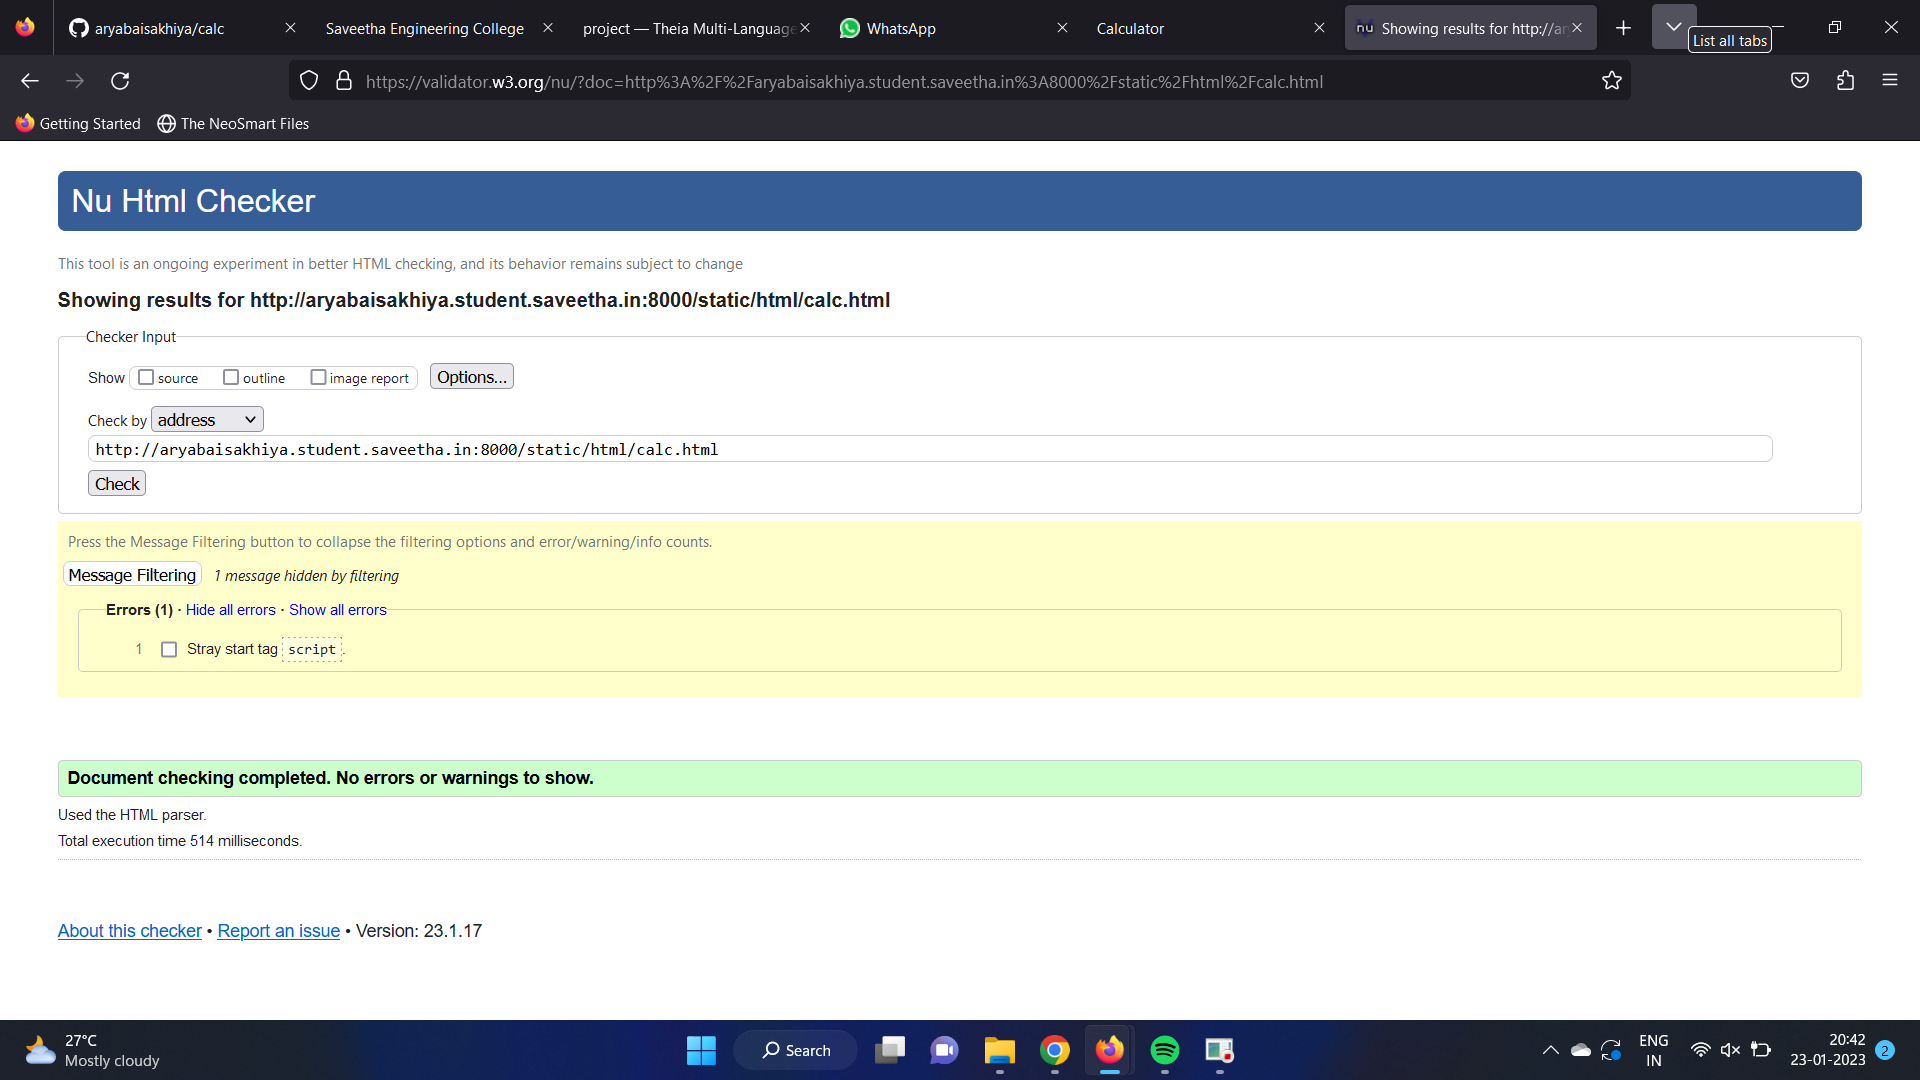 aryabaisakhiya/calc
Saveetha Engineering College
project — Theia Multi-Language
WhatsApp
Calculator
nu Showing results for http://ar
List all tabs
https://validator.w3.org/nu/?doc=http%3A%2F%2Faryabaisakhiya.student.saveetha.in%3A8000%2Fstatic%2Fhtml%2Fcalc.html
Getting Started
The NeoSmart Files
Nu Html Checker
This tool is an ongoing experiment in better HTML checking, and its behavior remains subject to change
Showing results for http://aryabaisakhiya.student.saveetha.in:8000/static/html/calc.html
Checker Input
Show source outline image report Options...
Check by address
http://aryabaisakhiya.student.saveetha.in:8000/static/html/calc.html
Check
Press the Message Filtering button to collapse the filtering options and error/warning/info counts.
Message Filtering 1 message hidden by filtering
Errors (1) · Hide all errors · Show all errors
1 Stray start tag script.
Document checking completed. No errors or warnings to show.
Used the HTML parser.
Total execution time 514 milliseconds.
About this checker • Report an issue • Version: 23.1.17
27°C
Mostly cloudy
Search
ENG
IN
20:42
23-01-2023
2